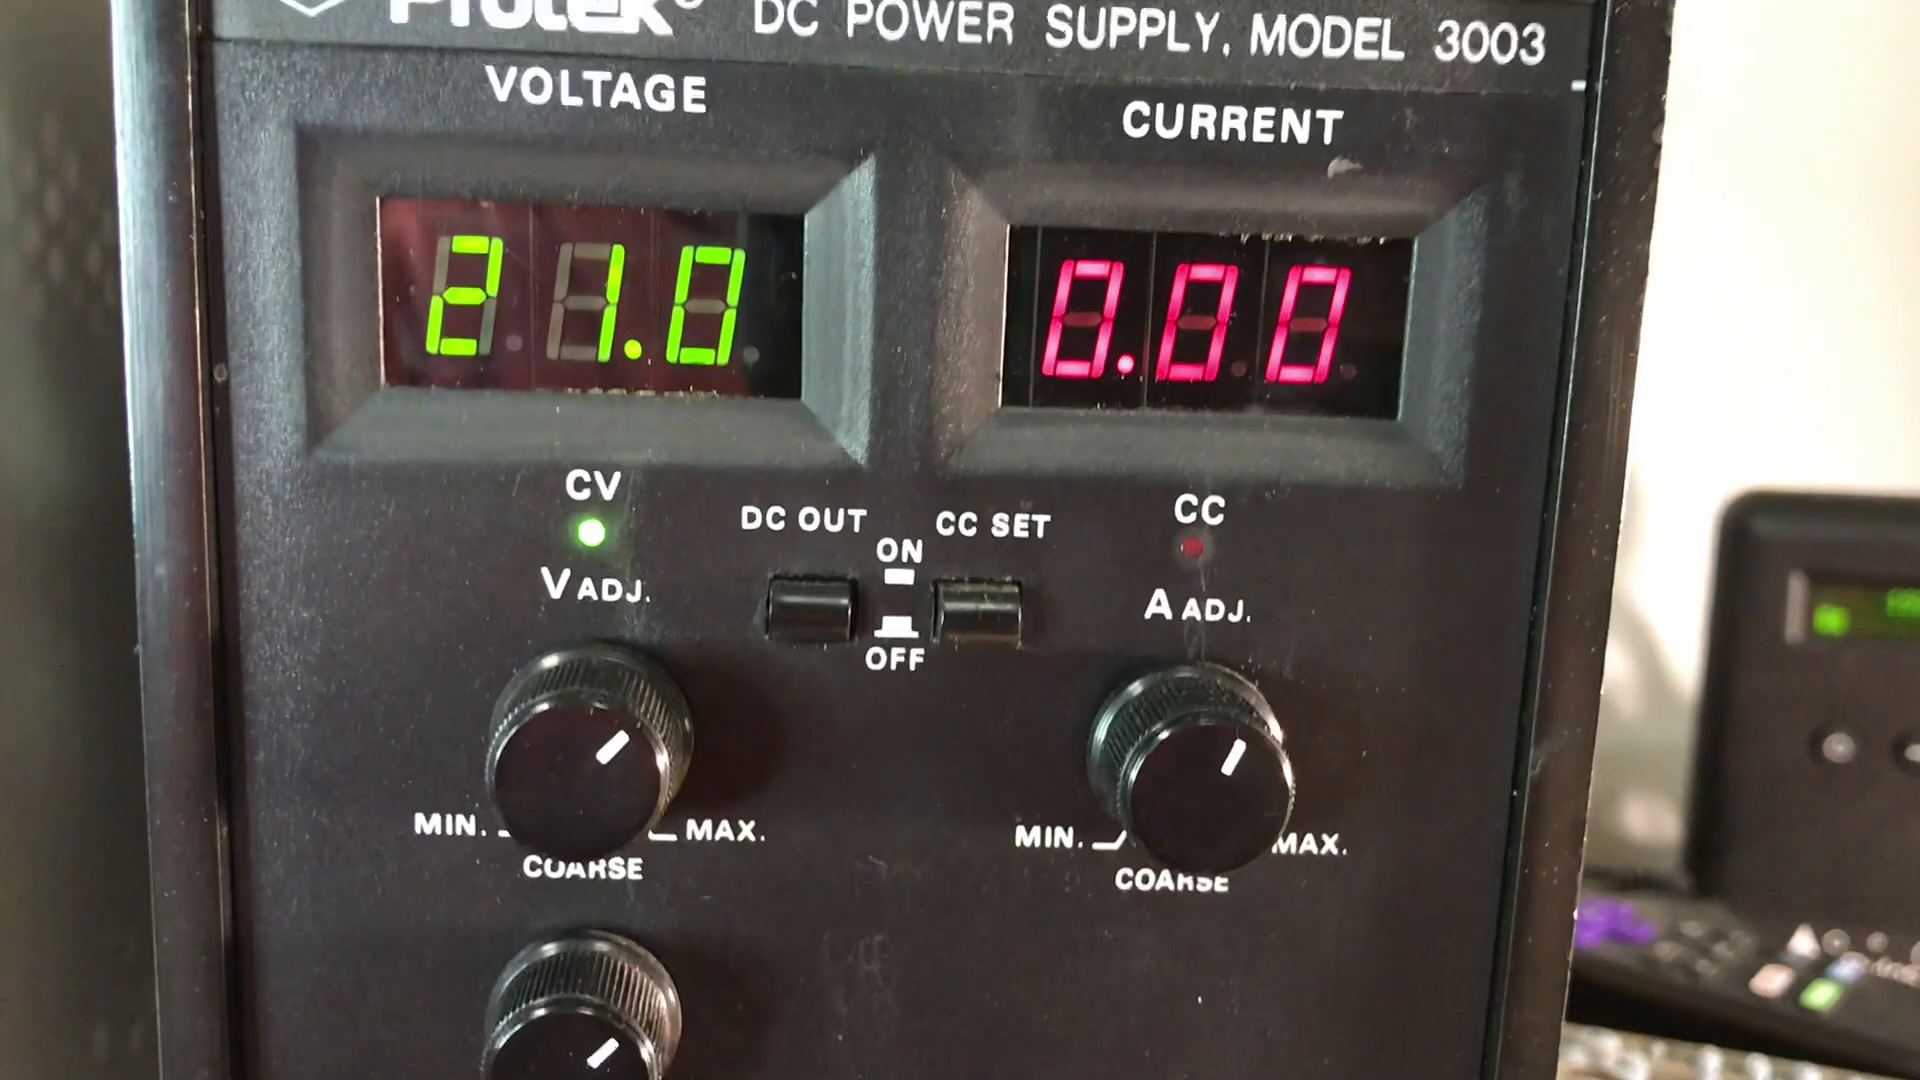 Protek DC POWER SUPPLY, MODEL 3003
VOLTAGE
CURRENT
21.0
0.00
CV
CC
DC OUT
CC SET
ON
V ADJ.
A ADJ.
OFF
MIN.
MAX.
MIN.
MAX.
COARSE
COARSE